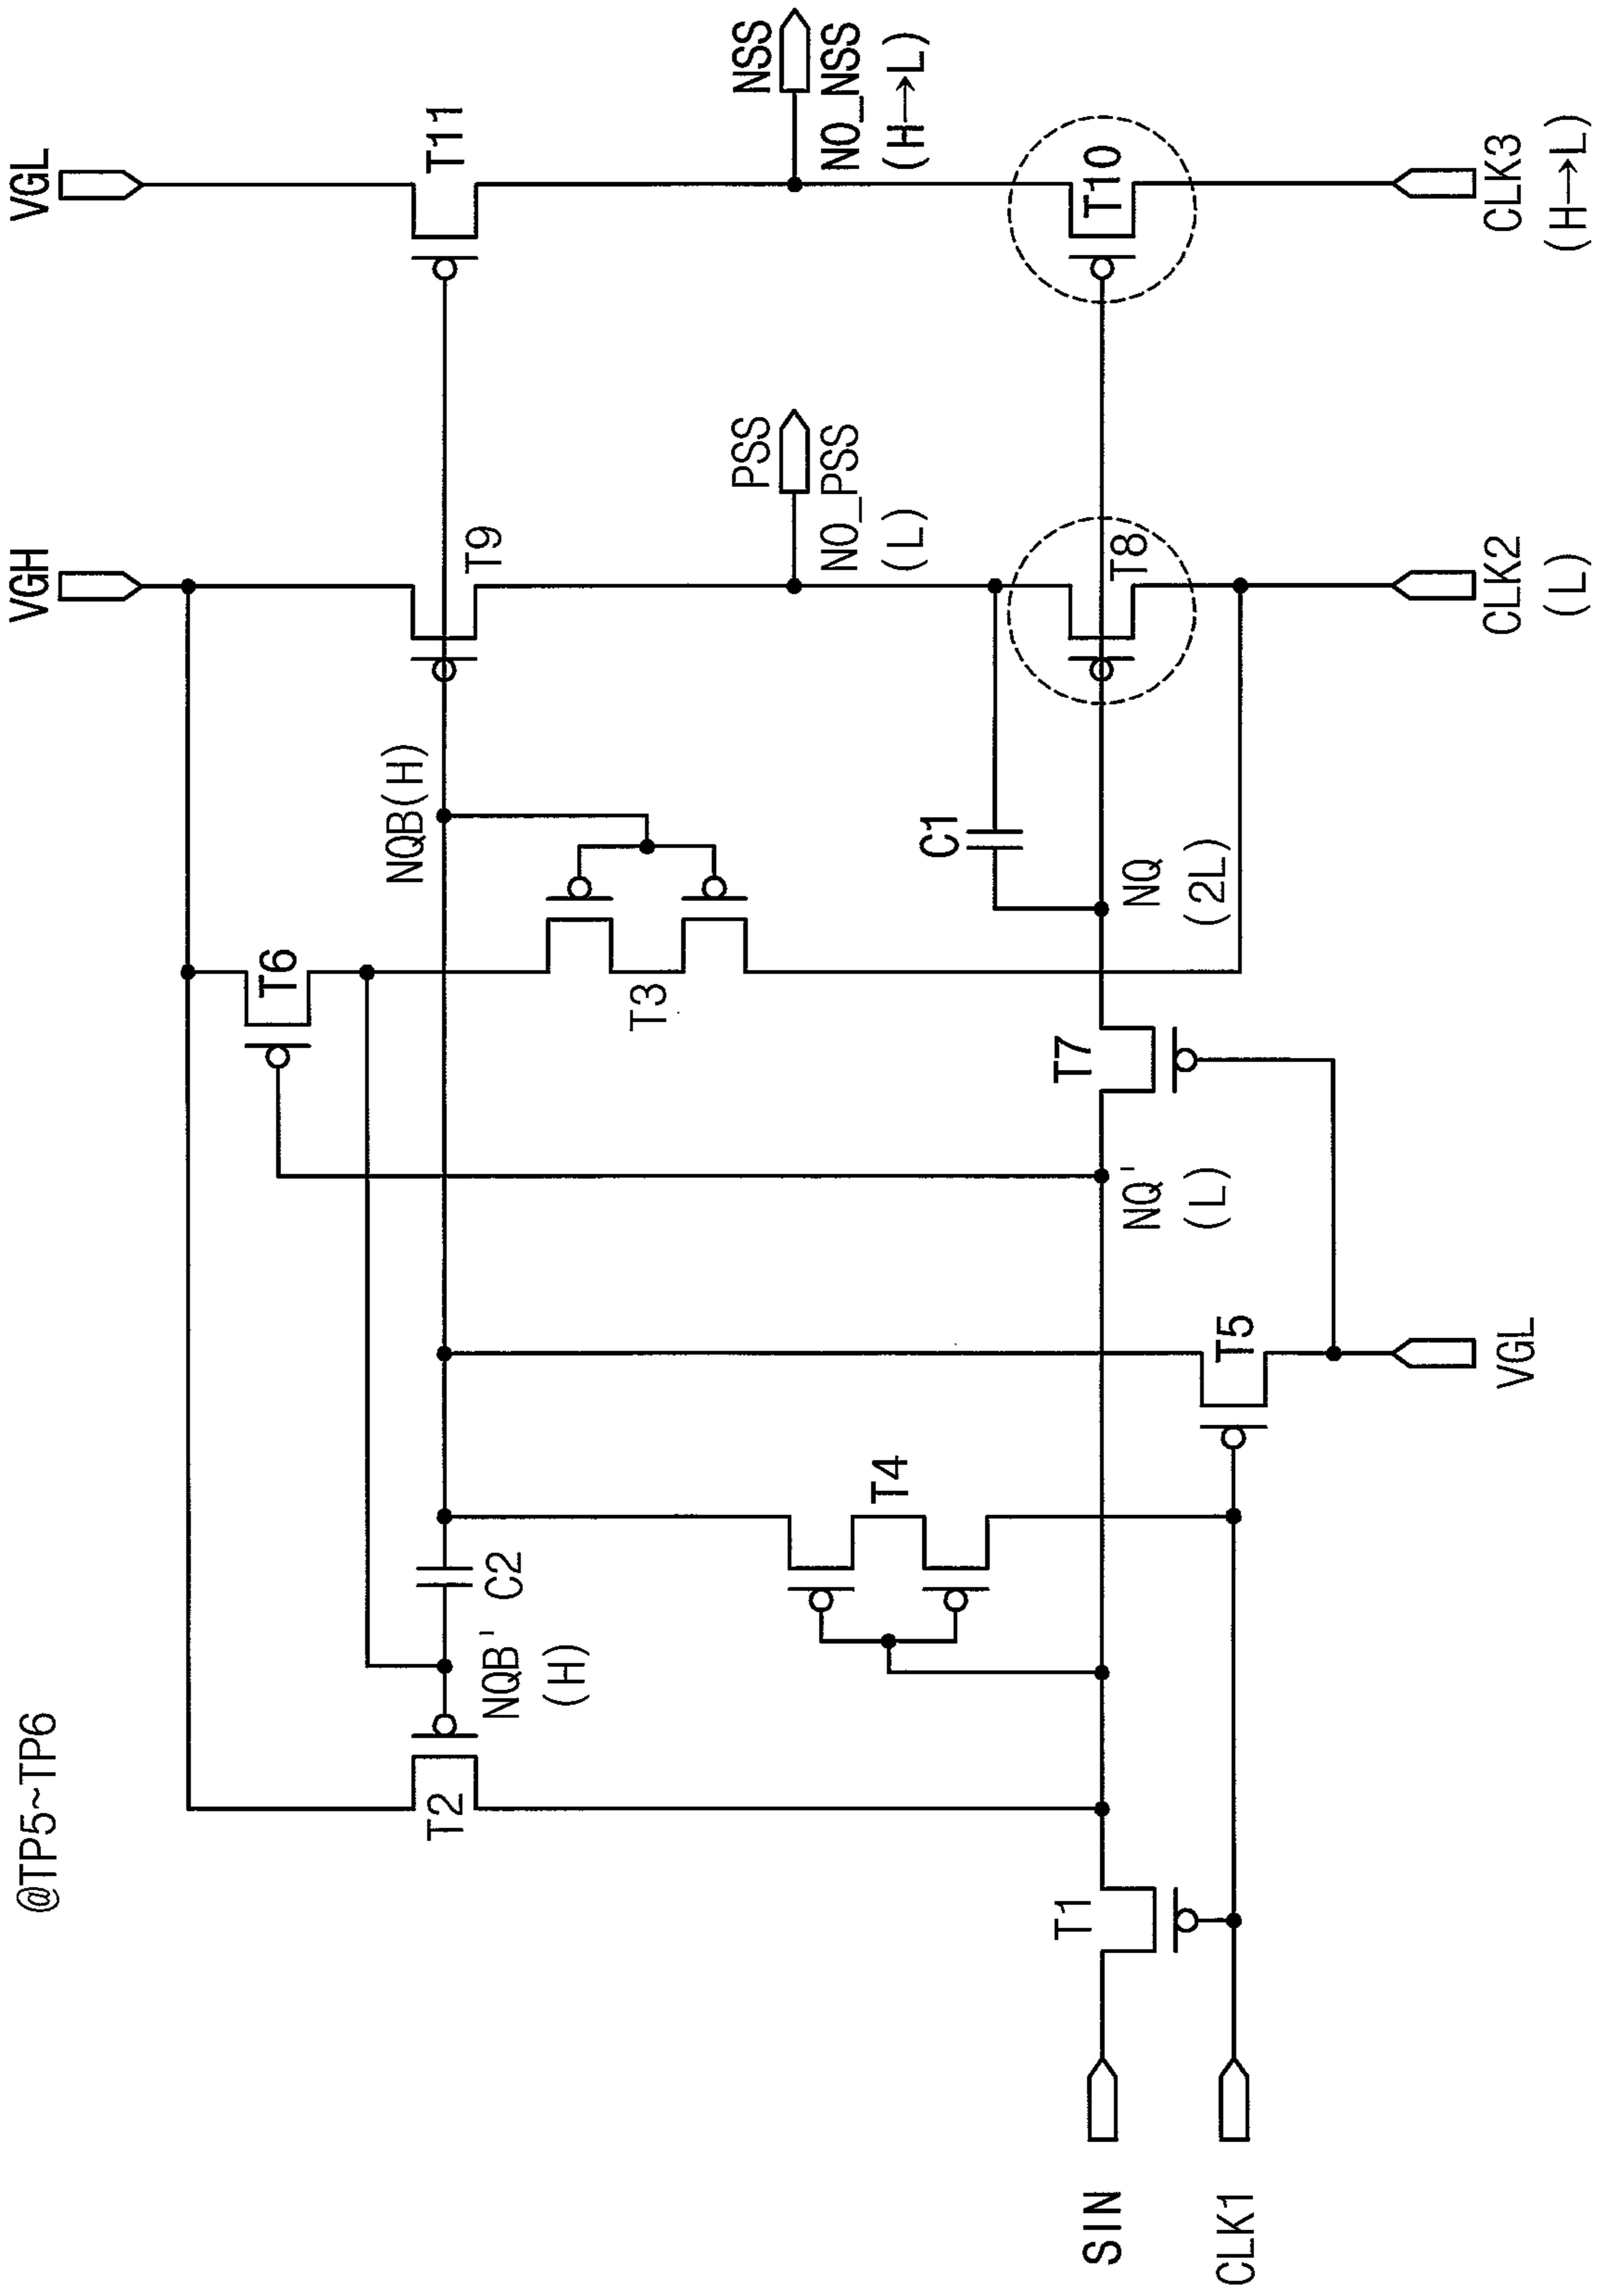 @TP5~TP6
VGH
VGL
T6
T2
NQB'
(H)
C2
NQB(H)
T9
T11
T3
T4
PSS
NO_PSS
(L)
NSS
NO_NSS
(H→L)
C1
T1
NQ'
(L)
T7
NQ
(2L)
T8
T10
SIN
CLK1
T5
VGL
CLK2
(L)
CLK3
(H→L)